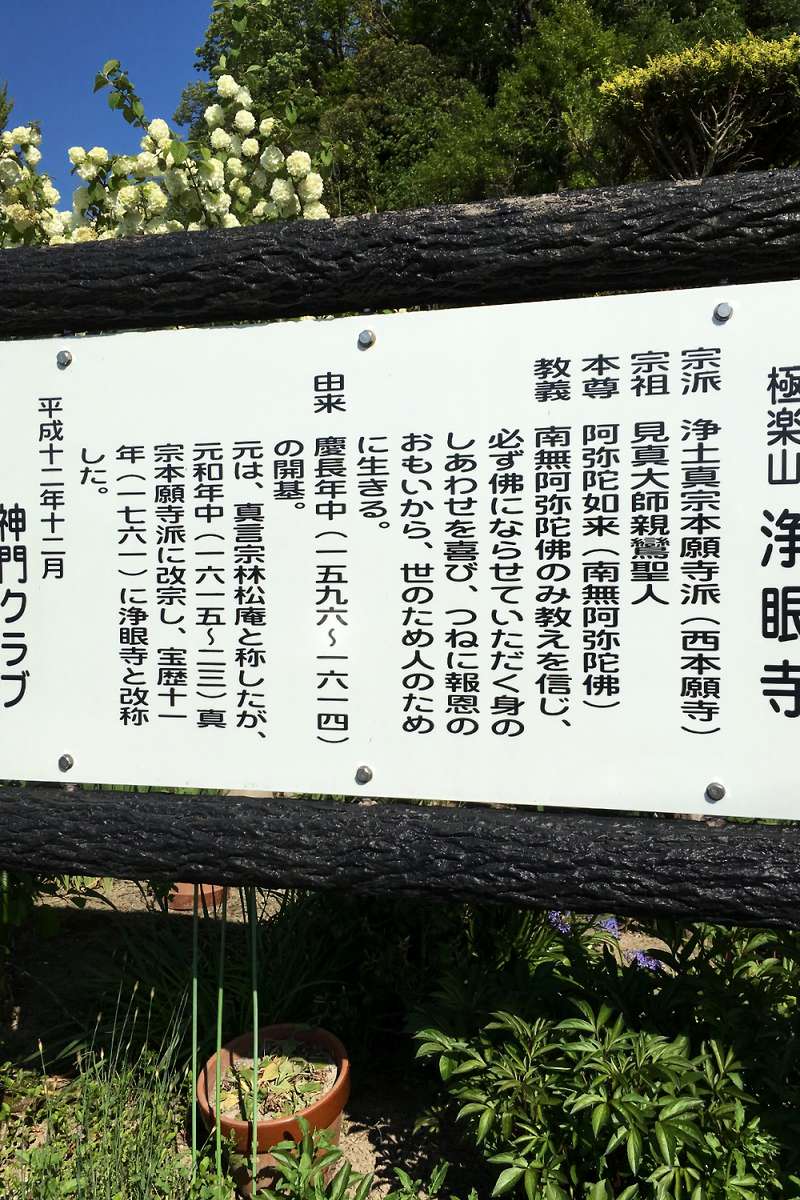 極楽山 浄眼寺
宗派 浄土真宗本願寺派（西本願寺）
宗祖 見真大師親鸞聖人
本尊 阿弥陀如来（南無阿弥陀佛）
教義 南無阿弥陀佛のみ教えを信じ、
必ず佛にならせていただく身の
しあわせを喜び、つねに報恩の
おもいから、世のため人のため
に生きる。
由来 慶長年中（一五九六～一六一四）
の開基。
元は、真言宗林松庵と称したが、
元和年中（一六一五～二三）真
宗本願寺派に改宗し、宝歴十一
年（一七六一）に浄眼寺と改称
した。
平成十二年十二月
神門クラブ